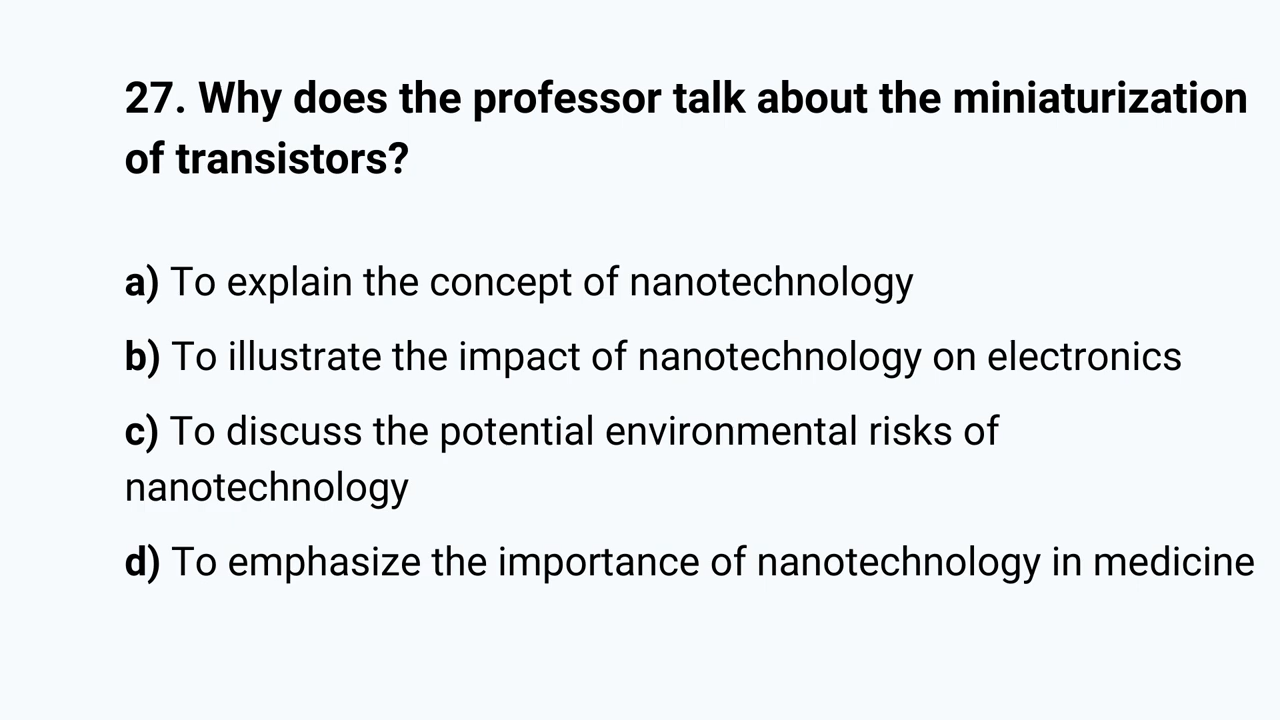 27. Why does the professor talk about the miniaturization
of transistors?
a) To explain the concept of nanotechnology
b) To illustrate the impact of nanotechnology on electronics
c) To discuss the potential environmental risks of
nanotechnology
d) To emphasize the importance of nanotechnology in medicine